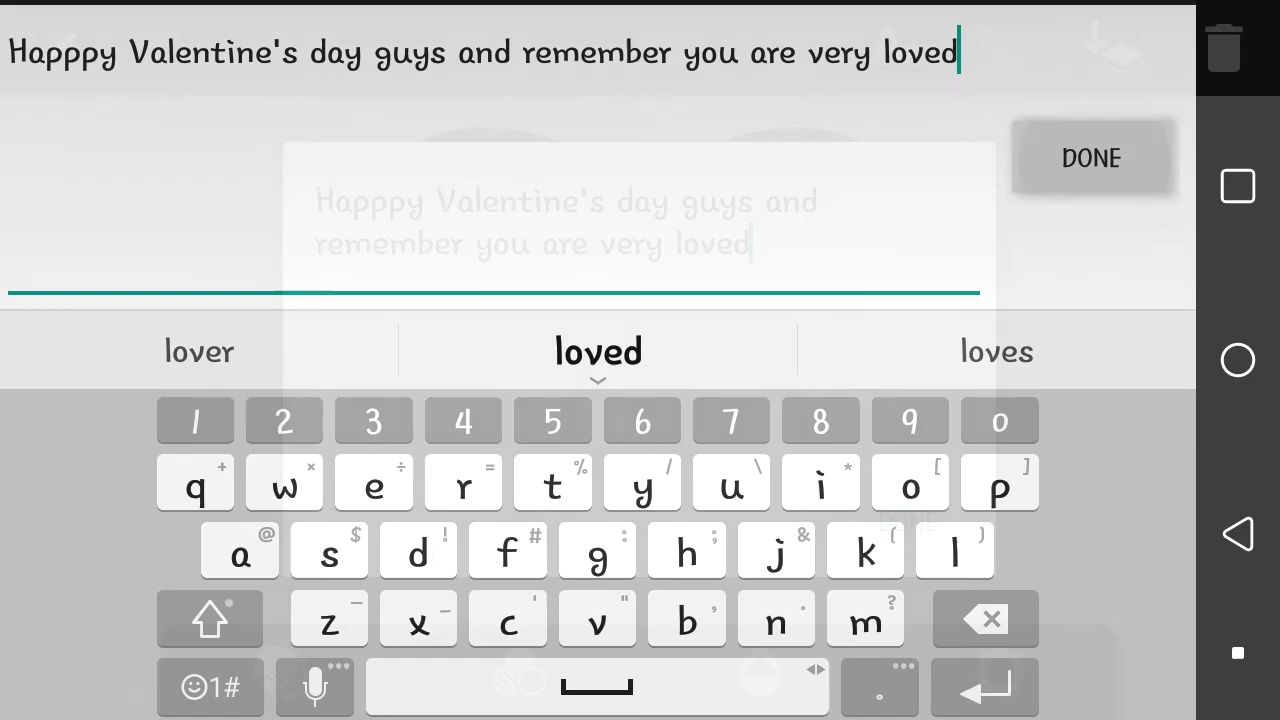 Happpy Valentine's day guys and remember you are very loved
DONE
Happpy Valentine's day guys and
remember you are very loved
lover loved loves
1 2 3 4 5 6 7 8 9 0
+ × ÷ = % / \ * [ ]
q w e r t y u i o p
DONE
@ $ ! # : ; & ( )
a s d f g h j k l
– _ ' " , . ?
z x c v b n m
1# .